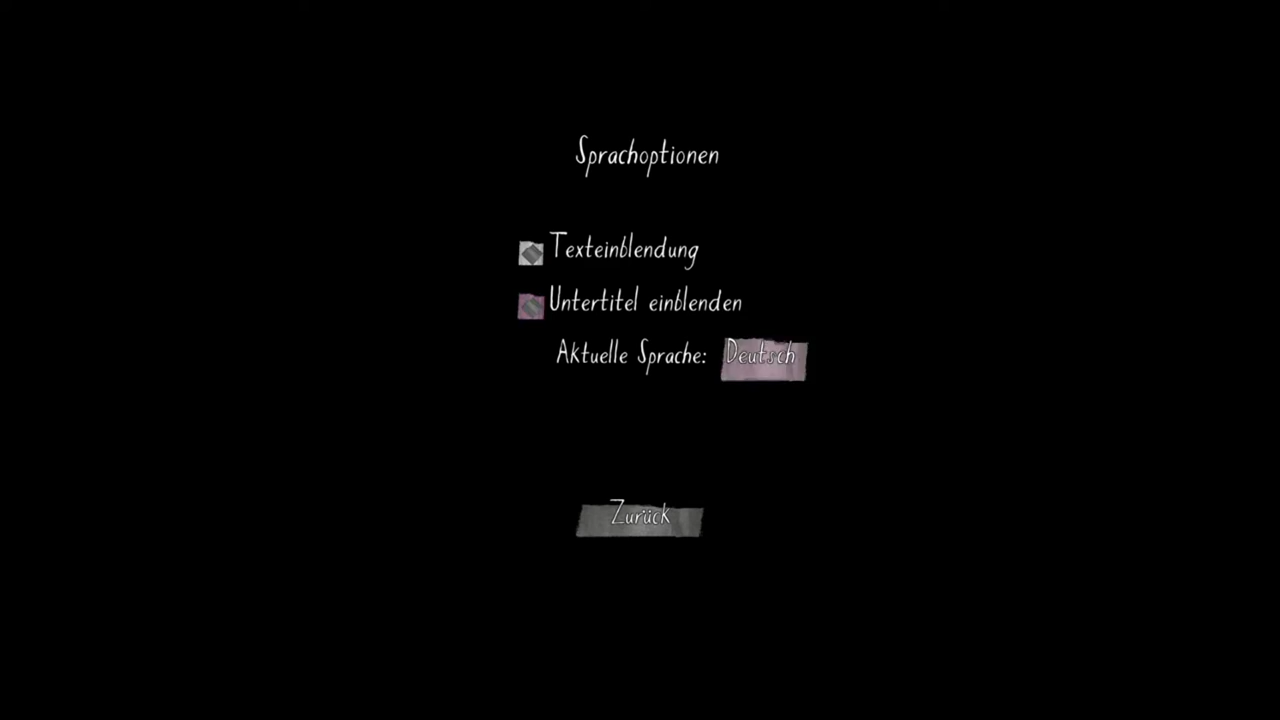 Sprachoptionen
Texteinblendung
Untertitel einblenden
Aktuelle Sprache: Deutsch
Zurück